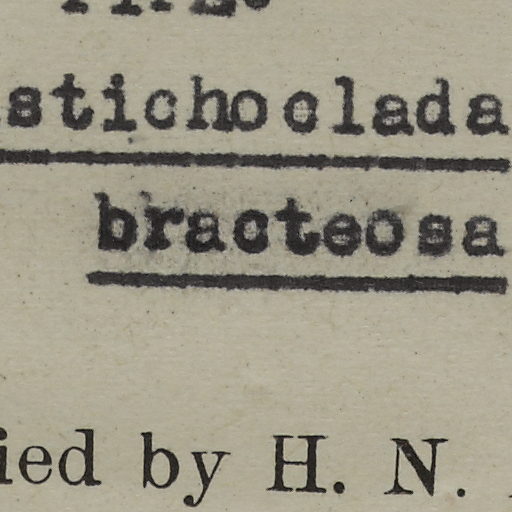 stichoclada
bracteosa
ied by H. N.